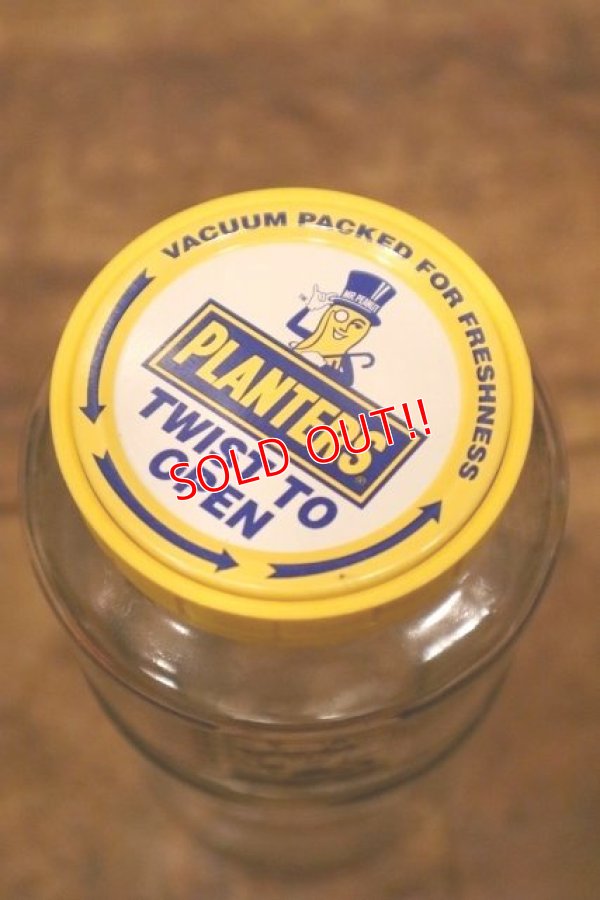 VACUUM PACKED FOR FRESHNESS
MR. PEANUT
PLANTERS
®
TWIST TO
OPEN
SOLD OUT!!